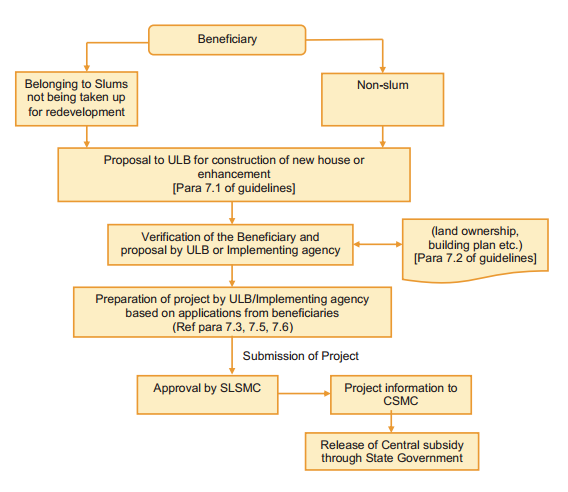 Beneficiary
Belonging to Slums
not being taken up
for redevelopment
Non-slum
Proposal to ULB for construction of new house or
enhancement
[Para 7.1 of guidelines]
Verification of the Beneficiary and
proposal by ULB or Implementing agency
(land ownership,
building plan etc.)
[Para 7.2 of guidelines]
Preparation of project by ULB/Implementing agency
based on applications from beneficiaries
(Ref para 7.3, 7.5, 7.6)
Submission of Project
Approval by SLSMC
Project information to
CSMC
Release of Central subsidy
through State Government